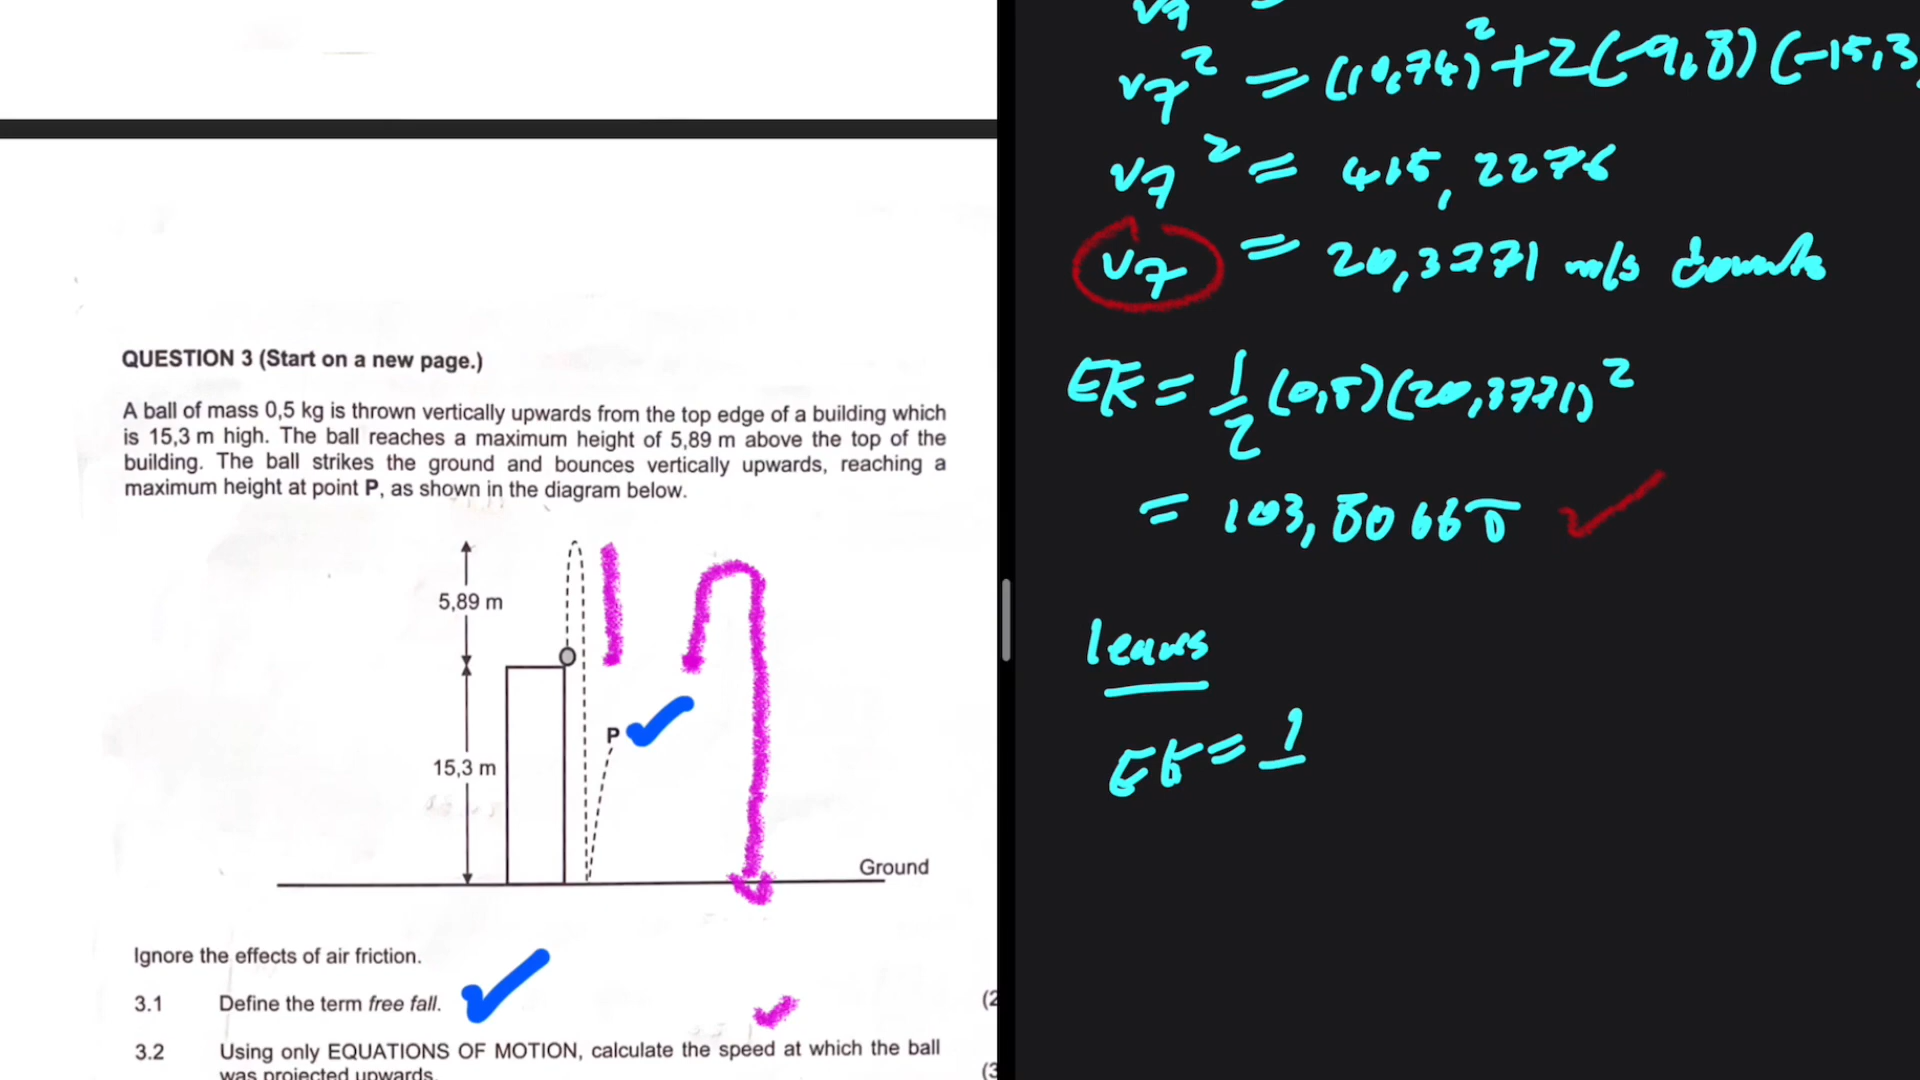 QUESTION 3 (Start on a new page.)
A ball of mass 0,5 kg is thrown vertically upwards from the top edge of a building which
is 15,3 m high. The ball reaches a maximum height of 5,89 m above the top of the
building. The ball strikes the ground and bounces vertically upwards, reaching a
maximum height at point P, as shown in the diagram below.
5,89 m
P
15,3 m
Ground
Ignore the effects of air friction.
3.1 Define the term free fall. (2
3.2 Using only EQUATIONS OF MOTION, calculate the speed at which the ball
was projected upwards. (3
vf =
vf² = (10,74)² + 2(-9,8)(-15,3
vf² = 415,2276
vf = 20,3771 m/s
EK = 1/2 (0,5)(20,3771)²
= 103,8066
leaves
EK = 1